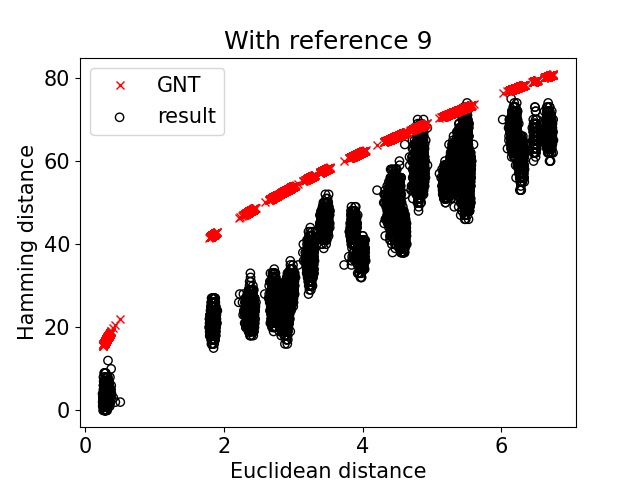 With reference 9
GNT
result
Hamming distance
80
60
40
20
0
0 2 4 6
Euclidean distance